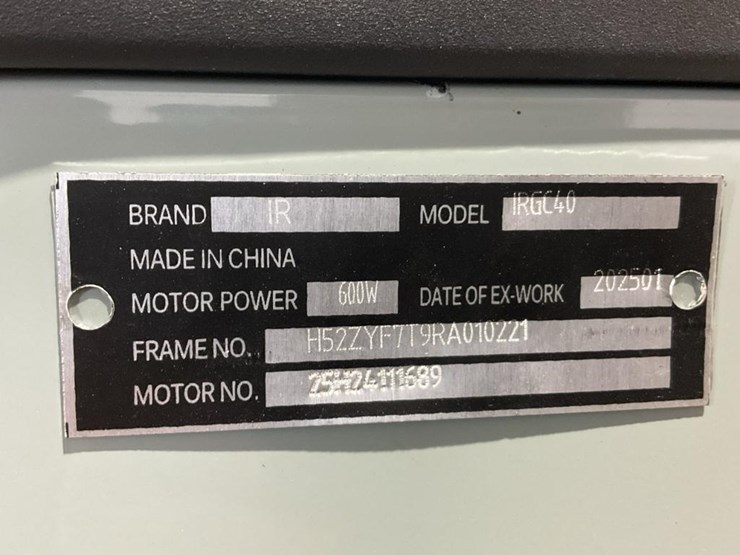 BRAND IR MODEL IRGC40
MADE IN CHINA
MOTOR POWER 600W DATE OF EX-WORK 202501
FRAME NO. H52ZYF7T9RA010221
MOTOR NO. 25H24111689